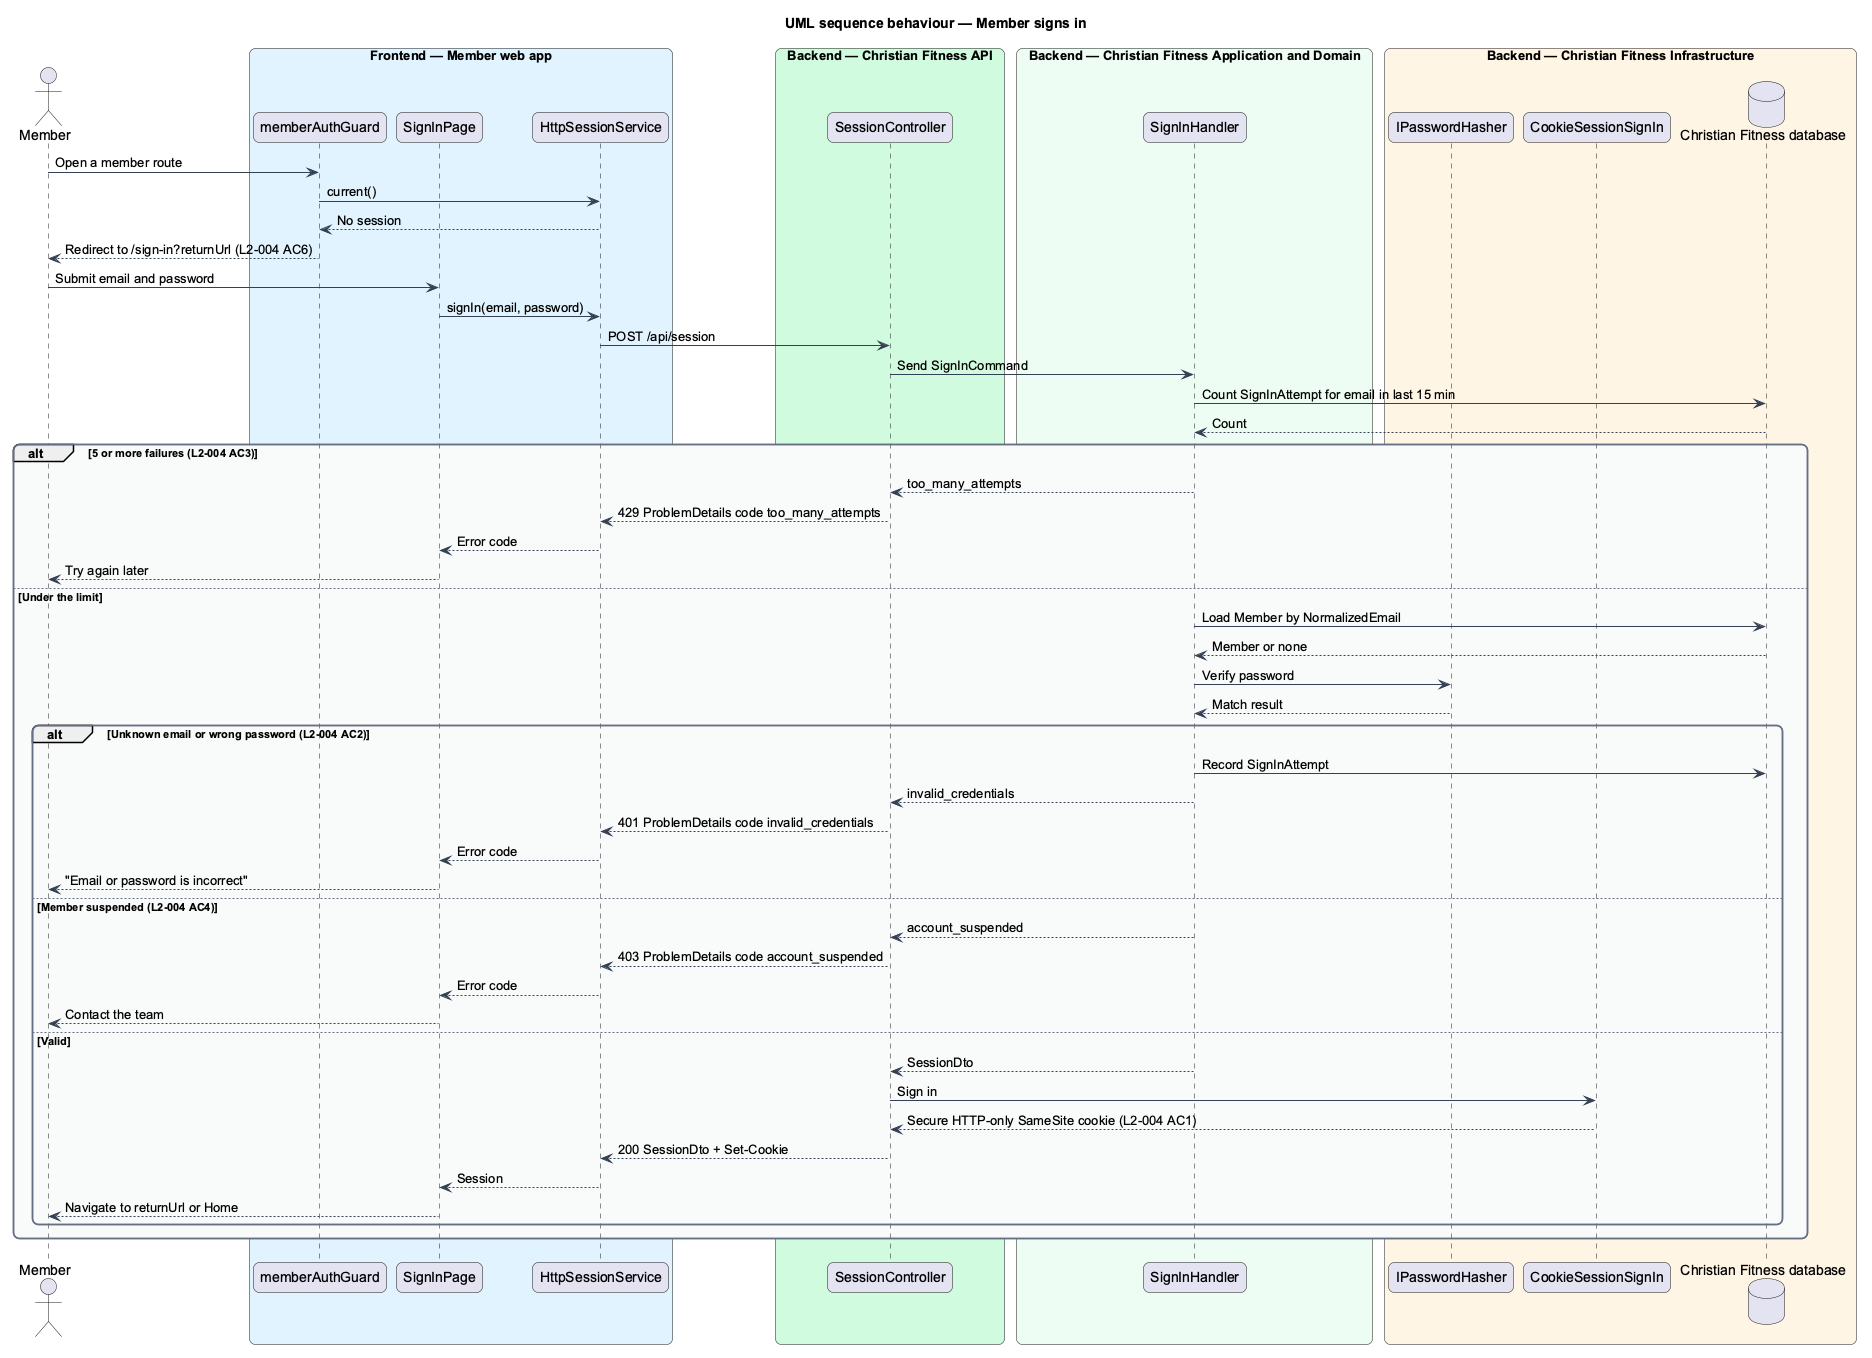 UML sequence behaviour — Member signs in
Frontend — Member web app
Backend — Christian Fitness API
Backend — Christian Fitness Application and Domain
Backend — Christian Fitness Infrastructure
Member
memberAuthGuard
SignInPage
HttpSessionService
SessionController
SignInHandler
IPasswordHasher
CookieSessionSignIn
Christian Fitness database
Open a member route
current()
No session
Redirect to /sign-in?returnUrl (L2-004 AC6)
Submit email and password
signIn(email, password)
POST /api/session
Send SignInCommand
Count SignInAttempt for email in last 15 min
Count
alt [5 or more failures (L2-004 AC3)]
too_many_attempts
429 ProblemDetails code too_many_attempts
Error code
Try again later
[Under the limit]
Load Member by NormalizedEmail
Member or none
Verify password
Match result
alt [Unknown email or wrong password (L2-004 AC2)]
Record SignInAttempt
invalid_credentials
401 ProblemDetails code invalid_credentials
Error code
"Email or password is incorrect"
[Member suspended (L2-004 AC4)]
account_suspended
403 ProblemDetails code account_suspended
Error code
Contact the team
[Valid]
SessionDto
Sign in
Secure HTTP-only SameSite cookie (L2-004 AC1)
200 SessionDto + Set-Cookie
Session
Navigate to returnUrl or Home
Member
memberAuthGuard
SignInPage
HttpSessionService
SessionController
SignInHandler
IPasswordHasher
CookieSessionSignIn
Christian Fitness database